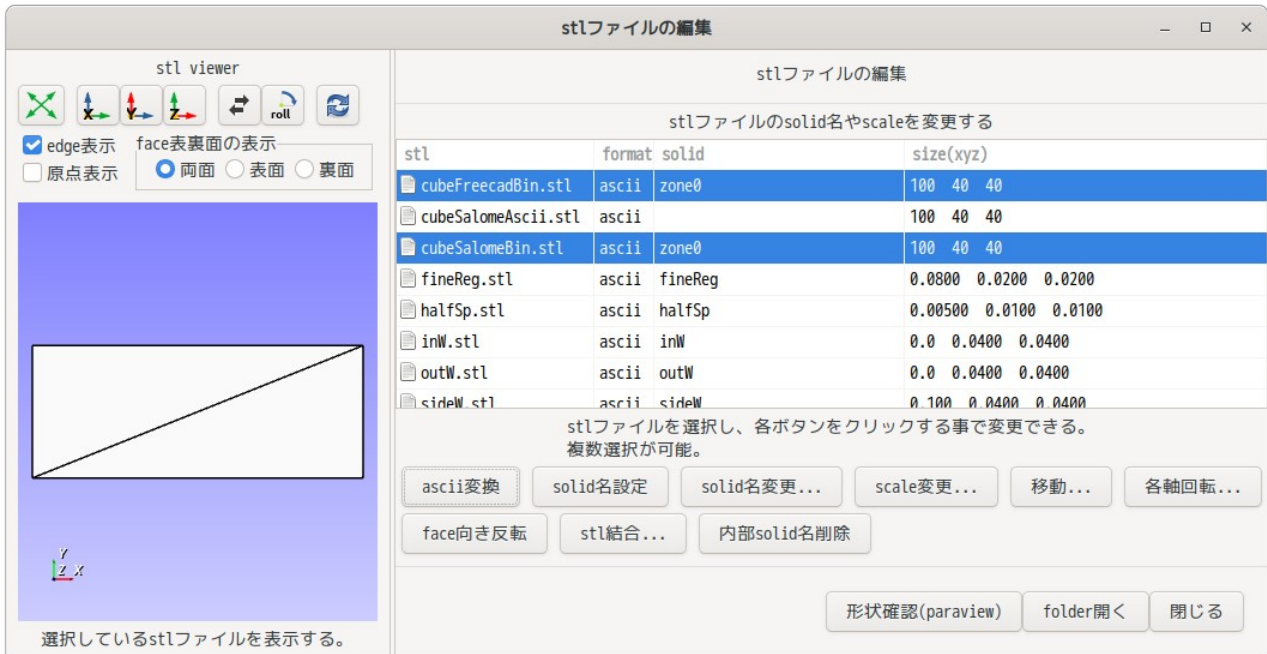 stlファイルの編集
stl viewer
X Y Z roll
edge表示
原点表示
face表裏面の表示
両面 表面 裏面
Y
Z X
選択しているstlファイルを表示する。
stlファイルの編集
stlファイルのsolid名やscaleを変更する
stl format solid size(xyz)
cubeFreecadBin.stl ascii zone0 100 40 40
cubeSalomeAscii.stl ascii 100 40 40
cubeSalomeBin.stl ascii zone0 100 40 40
fineReg.stl ascii fineReg 0.0800 0.0200 0.0200
halfSp.stl ascii halfSp 0.00500 0.0100 0.0100
inW.stl ascii inW 0.0 0.0400 0.0400
outW.stl ascii outW 0.0 0.0400 0.0400
sideW.stl ascii sideW 0.100 0.0400 0.0400
stlファイルを選択し、各ボタンをクリックする事で変更できる。
複数選択が可能。
ascii変換 solid名設定 solid名変更... scale変更... 移動... 各軸回転...
face向き反転 stl結合... 内部solid名削除
形状確認(paraview) folder開く 閉じる